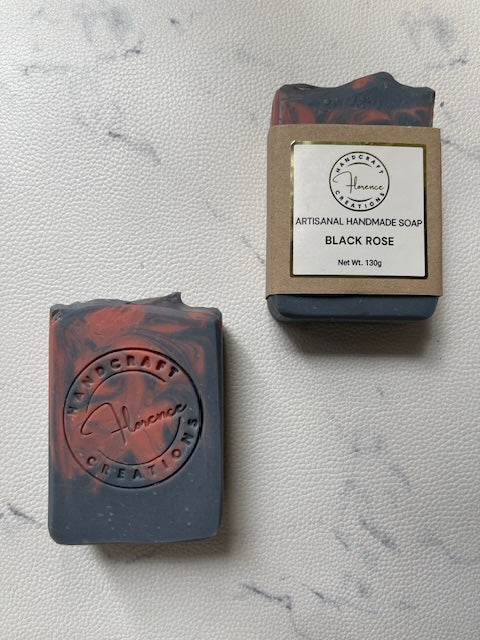 HANDCRAFT
Florence
CREATIONS
ARTISANAL HANDMADE SOAP
BLACK ROSE
Net Wt. 130g
HANDCRAFT
Florence
CREATIONS